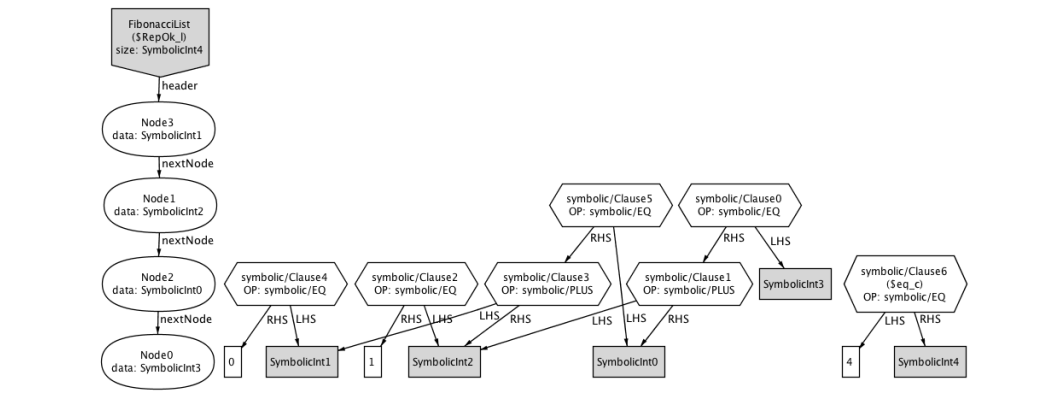 FibonacciList
($RepOk_l)
size: SymbolicInt4
header
Node3
data: SymbolicInt1
nextNode
Node1
data: SymbolicInt2
nextNode
Node2
data: SymbolicInt0
nextNode
Node0
data: SymbolicInt3
symbolic/Clause5
OP: symbolic/EQ
symbolic/Clause0
OP: symbolic/EQ
RHS
RHS
LHS
symbolic/Clause4
OP: symbolic/EQ
symbolic/Clause2
OP: symbolic/EQ
symbolic/Clause3
OP: symbolic/PLUS
symbolic/Clause1
OP: symbolic/PLUS
SymbolicInt3
symbolic/Clause6
($eq_c)
OP: symbolic/EQ
RHS
LHS
RHS
LHS
LHS
RHS
LHS
LHS
RHS
LHS
RHS
0
SymbolicInt1
1
SymbolicInt2
SymbolicInt0
4
SymbolicInt4